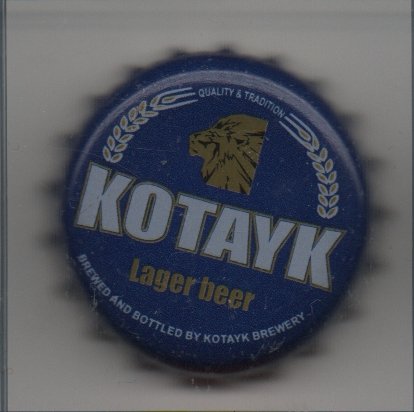 QUALITY & TRADITION
KOTAYK
Lager beer
BREWED AND BOTTLED BY KOTAYK BREWERY